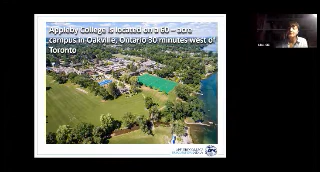 Appleby College is located on a 60 – acre
campus in Oakville, Ontario 30 minutes west of
Toronto